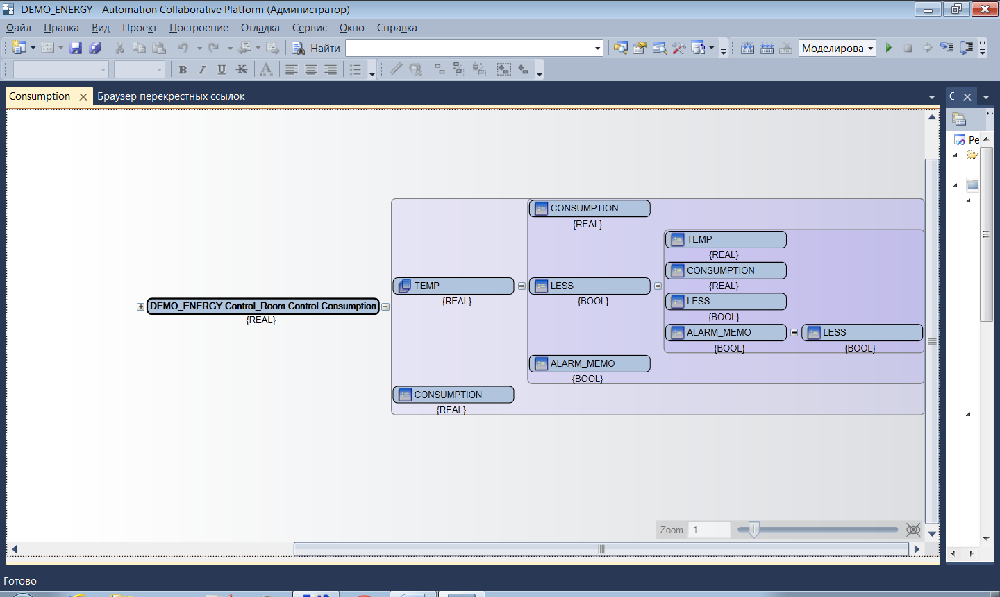 DEMO_ENERGY - Automation Collaborative Platform (Администратор)
Файл Правка Вид Проект Построение Отладка Сервис Окно Справка
Найти Моделирова
B I U K A
Consumption Браузер перекрестных ссылок С
Ре
CONSUMPTION
{REAL}
TEMP
{REAL}
CONSUMPTION
{REAL}
TEMP LESS LESS
{REAL} {BOOL} {BOOL}
DEMO_ENERGY.Control_Room.Control.Consumption
{REAL}
ALARM_MEMO LESS
{BOOL} {BOOL}
ALARM_MEMO
{BOOL}
CONSUMPTION
{REAL}
Zoom 1
Готово